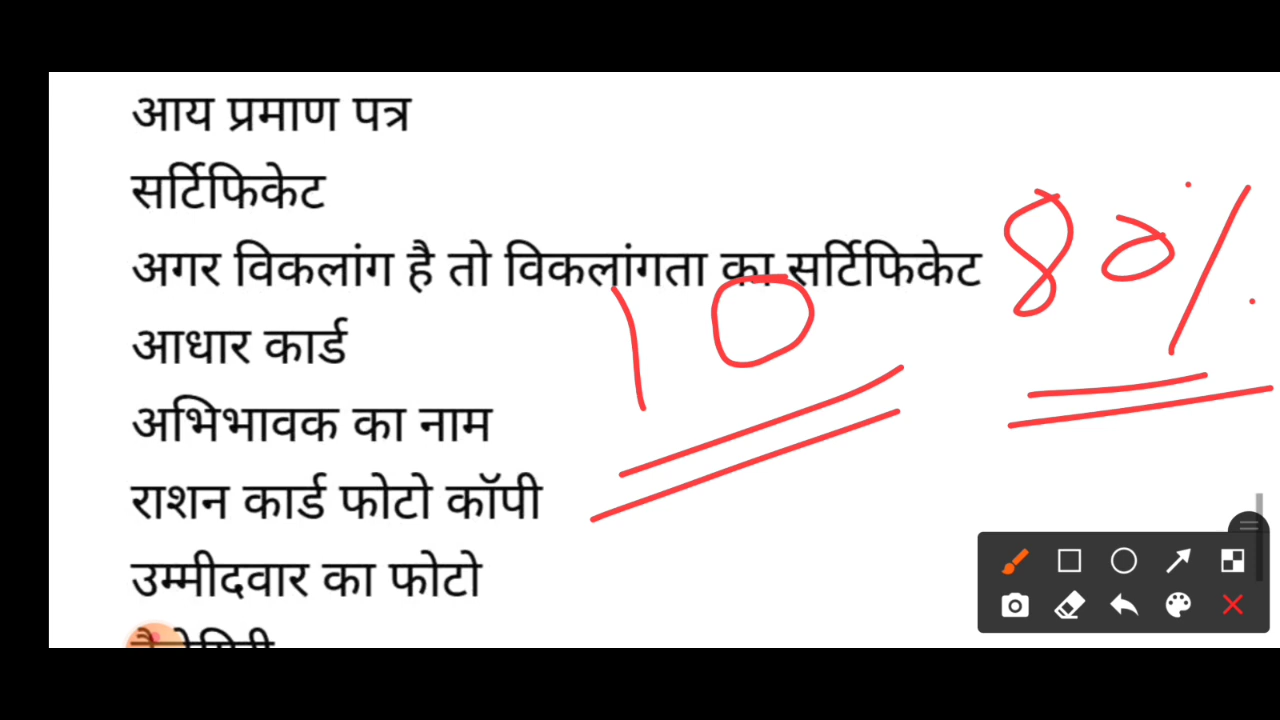 आय प्रमाण पत्र
सर्टिफिकेट
अगर विकलांग है तो विकलांगता का सर्टिफिकेट
80%
10
आधार कार्ड
अभिभावक का नाम
राशन कार्ड फोटो कॉपी
उम्मीदवार का फोटो